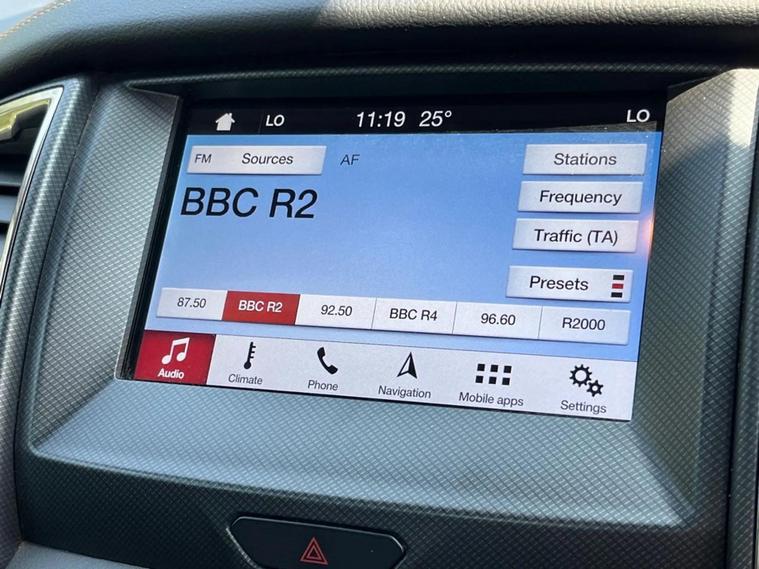 LO 11:19 25° LO
FM Sources AF Stations
BBC R2
Frequency
Traffic (TA)
Presets
87.50 BBC R2 92.50 BBC R4 96.60 R2000
Audio Climate Phone Navigation Mobile apps Settings